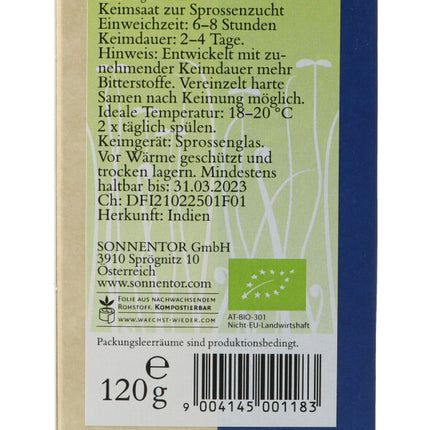 Keimsaat zur Sprossenzucht
Einweichzeit: 6–8 Stunden
Keimdauer: 2–4 Tage.
Hinweis: Entwickelt mit zu-
nehmender Keimdauer mehr
Bitterstoffe. Vereinzelt harte
Samen nach Keimung möglich.
Ideale Temperatur: 18–20 °C
2 x täglich spülen.
Keimgerät: Sprossenglas.
Vor Wärme geschützt und
trocken lagern. Mindestens
haltbar bis: 31.03.2023
Ch: DFI21022501F01
Herkunft: Indien
SONNENTOR GmbH
3910 Sprögnitz 10
Österreich
www.sonnentor.com
FOLIE AUS NACHWACHSENDEM
ROHSTOFF. KOMPOSTIERBAR
WWW.WAECHST-WIEDER.COM
AT-BIO-301
Nicht-EU-Landwirtschaft
Packungsleerräume sind produktionsbedingt.
℮
120 g
9 004145 001183